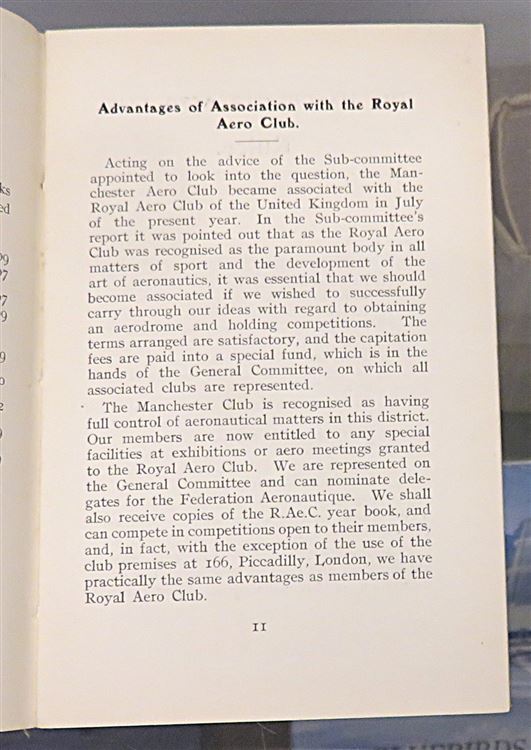 Advantages of Association with the Royal
Aero Club.
Acting on the advice of the Sub-committee
appointed to look into the question, the Man-
chester Aero Club became associated with the
Royal Aero Club of the United Kingdom in July
of the present year. In the Sub-committee's
report it was pointed out that as the Royal Aero
Club was recognised as the paramount body in all
matters of sport and the development of the
art of aeronautics, it was essential that we should
become associated if we wished to successfully
carry through our ideas with regard to obtaining
an aerodrome and holding competitions. The
terms arranged are satisfactory, and the capitation
fees are paid into a special fund, which is in the
hands of the General Committee, on which all
associated clubs are represented.
The Manchester Club is recognised as having
full control of aeronautical matters in this district.
Our members are now entitled to any special
facilities at exhibitions or aero meetings granted
to the Royal Aero Club. We are represented on
the General Committee and can nominate dele-
gates for the Federation Aeronautique. We shall
also receive copies of the R.Ae.C. year book, and
can compete in competitions open to their members,
and, in fact, with the exception of the use of the
club premises at 166, Piccadilly, London, we have
practically the same advantages as members of the
Royal Aero Club.
11